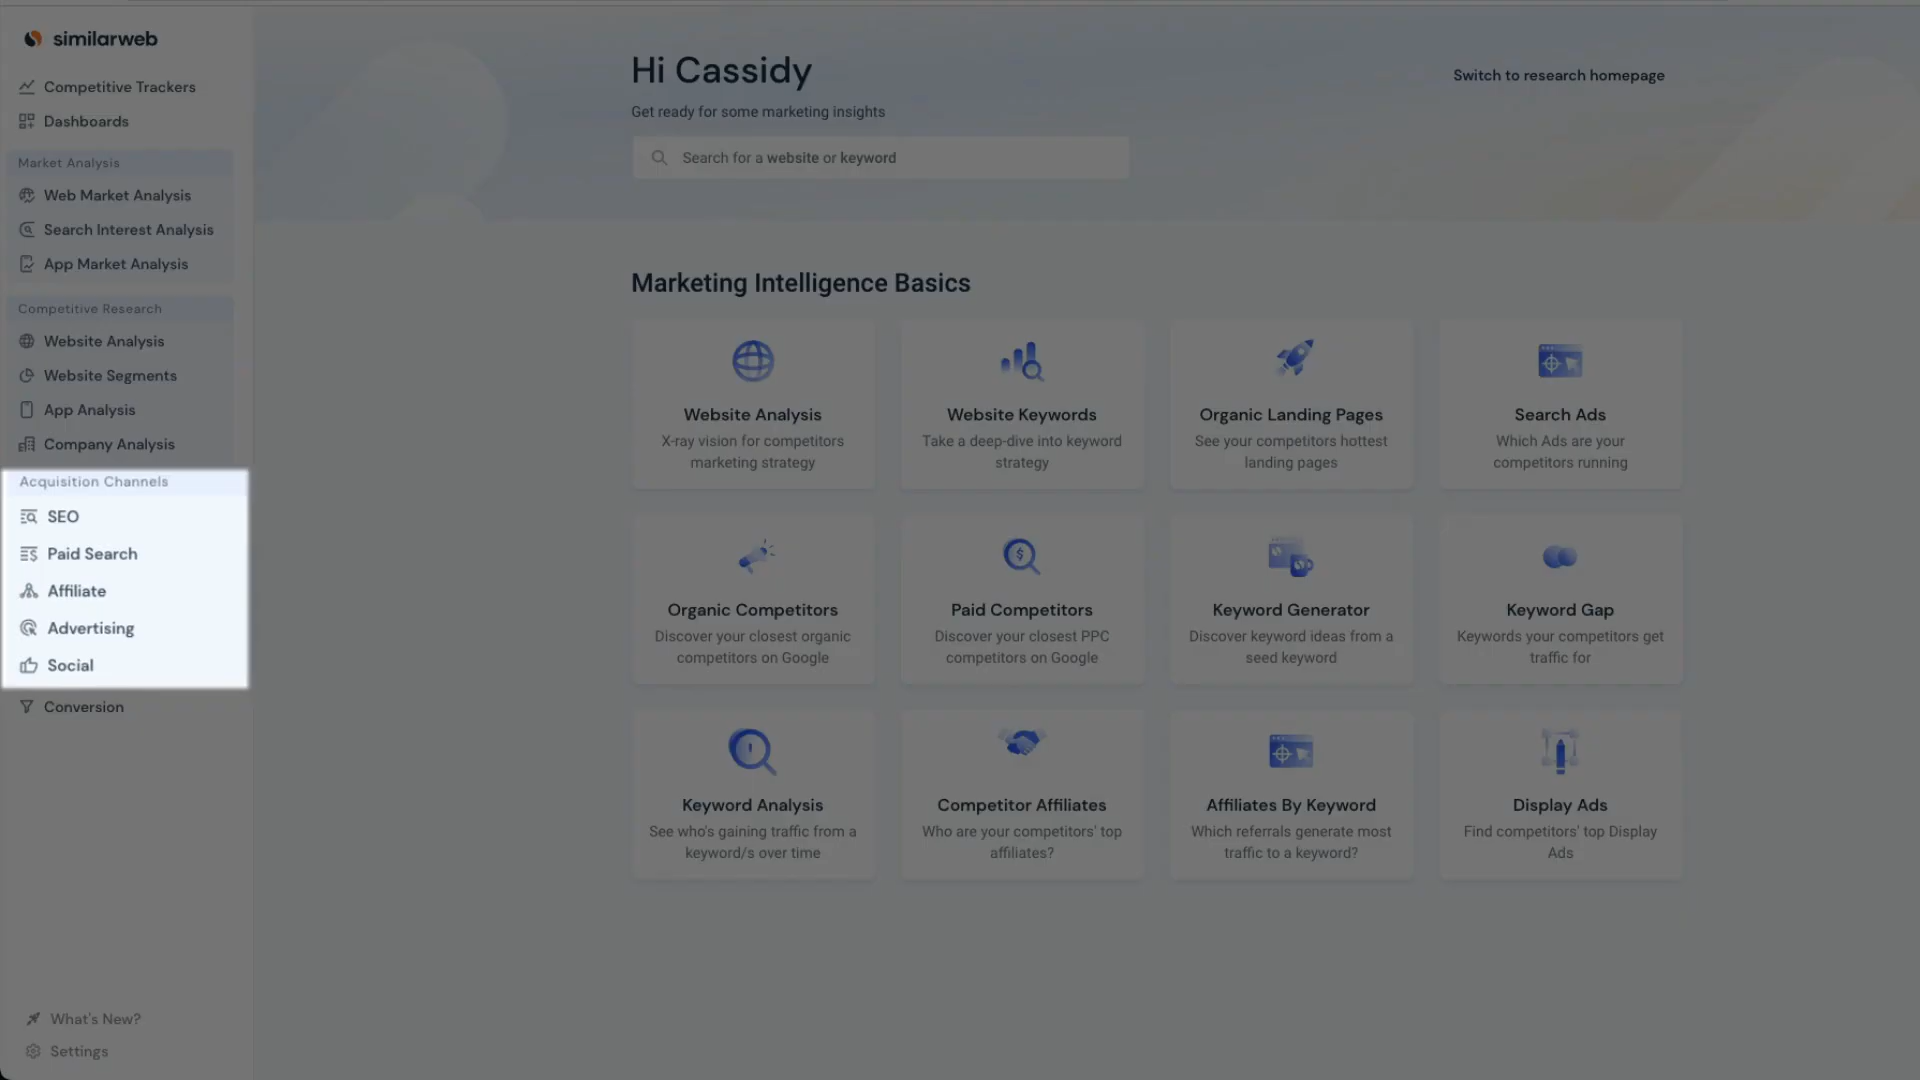 similarweb
Competitive Trackers
Dashboards
Market Analysis
Web Market Analysis
Search Interest Analysis
App Market Analysis
Competitive Research
Website Analysis
Website Segments
App Analysis
Company Analysis
Acquisition Channels
SEO
Paid Search
Affiliate
Advertising
Social
Conversion
What's New?
Settings
Hi Cassidy
Switch to research homepage
Get ready for some marketing insights
Search for a website or keyword
Marketing Intelligence Basics
Website Analysis
X-ray vision for competitors
marketing strategy
Website Keywords
Take a deep-dive into keyword
strategy
Organic Landing Pages
See your competitors hottest
landing pages
Search Ads
Which Ads are your
competitors running
Organic Competitors
Discover your closest organic
competitors on Google
Paid Competitors
Discover your closest PPC
competitors on Google
Keyword Generator
Discover keyword ideas from a
seed keyword
Keyword Gap
Keywords your competitors get
traffic for
Keyword Analysis
See who's gaining traffic from a
keyword/s over time
Competitor Affiliates
Who are your competitors' top
affiliates?
Affiliates By Keyword
Which referrals generate most
traffic to a keyword?
Display Ads
Find competitors' top Display
Ads